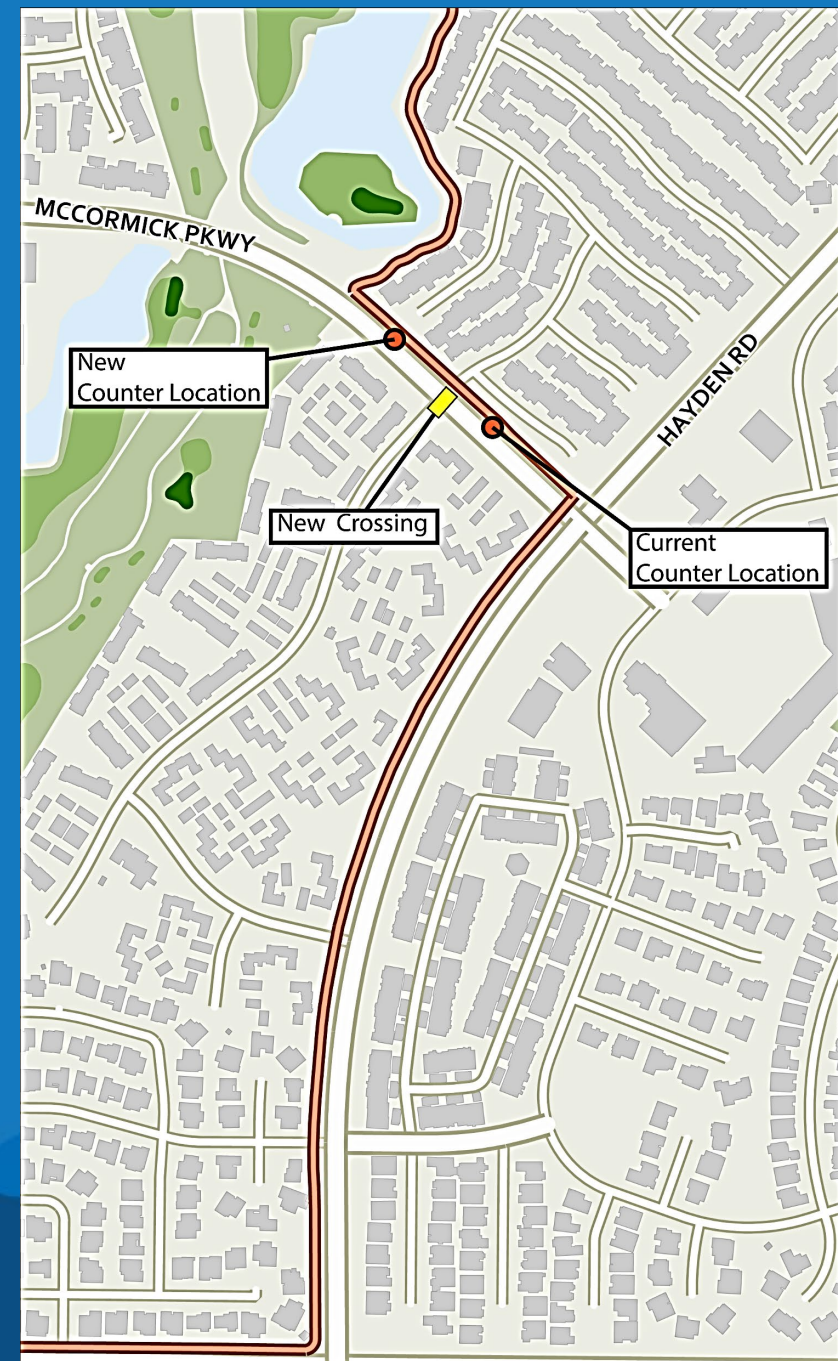 MCCORMICK PKWY
HAYDEN RD
New
Counter Location
New Crossing
Current
Counter Location